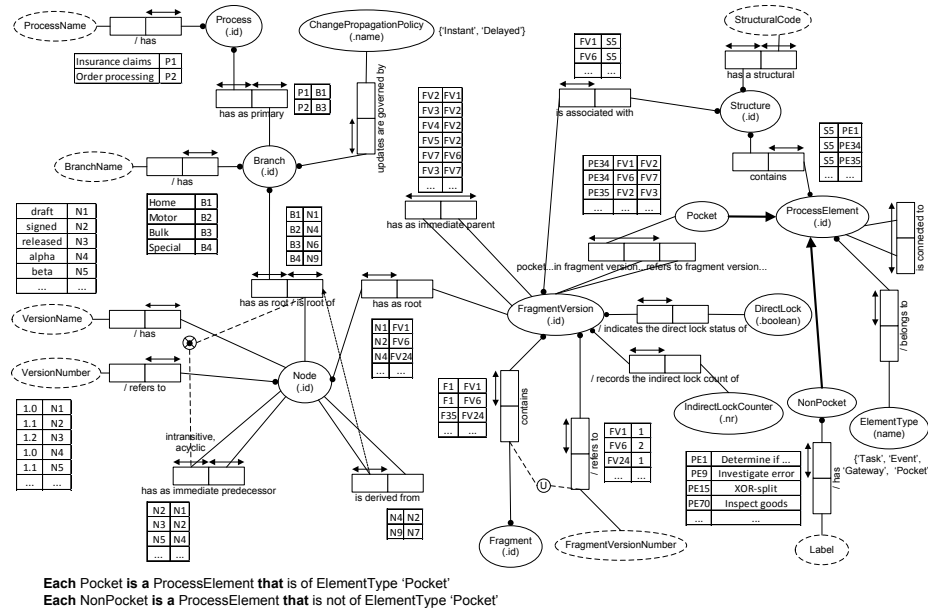 ProcessName
/ has
Process
(.id)
Insurance claims P1
Order processing P2
has as primary
P1 B1
P2 B3
ChangePropagationPolicy
(.name)
{'Instant', 'Delayed'}
updates are governed by
BranchName
/ has
Branch
(.id)
Home B1
Motor B2
Bulk B3
Special B4
draft N1
signed N2
released N3
alpha N4
beta N5
... ...
B1 N1
B2 N4
B3 N6
B4 N9
has as root / is root of
has as root
N1 FV1
N2 FV6
N4 FV24
... ...
VersionName
/ has
VersionNumber
/ refers to
Node
(.id)
1.0 N1
1.1 N2
1.2 N3
1.0 N4
1.1 N5
... ...
intransitive,
acyclic
has as immediate predecessor
N2 N1
N3 N2
N5 N4
... ...
is derived from
N4 N2
N9 N7
FV2 FV1
FV3 FV2
FV4 FV2
FV5 FV2
FV7 FV6
FV3 FV7
... ...
has as immediate parent
FV1 S5
FV6 S5
... ...
is associated with
StructuralCode
has a structural
Structure
(.id)
contains
S5 PE1
S5 PE34
S5 PE35
... ...
PE34 FV1 FV2
PE34 FV6 FV7
PE35 FV2 FV3
... ... ...
Pocket
pocket...in fragment version...refers to fragment version...
ProcessElement
(.id)
is connected to
FragmentVersion
(.id)
/ indicates the direct lock status of
DirectLock
(.boolean)
/ records the indirect lock count of
IndirectLockCounter
(.nr)
/ belongs to
ElementType
(name)
{'Task', 'Event',
'Gateway', 'Pocket'}
NonPocket
/ has
PE1 Determine if ...
PE9 Investigate error
PE15 XOR-split
PE70 Inspect goods
... ...
Label
F1 FV1
F1 FV6
F35 FV24
... ...
contains
/ refers to
FV1 1
FV6 2
FV24 1
... ...
U
Fragment
(.id)
FragmentVersionNumber
Each Pocket is a ProcessElement that is of ElementType 'Pocket'
Each NonPocket is a ProcessElement that is not of ElementType 'Pocket'